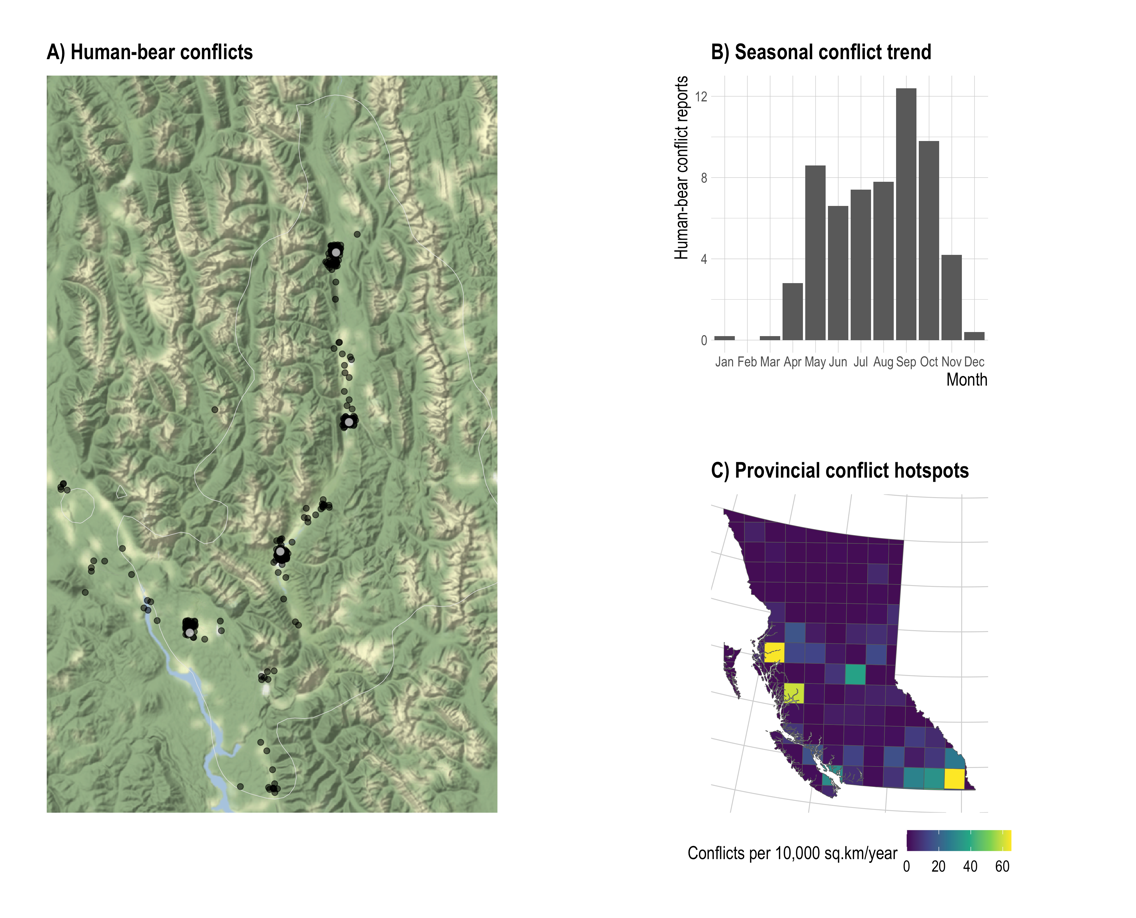 A) Human-bear conflicts
B) Seasonal conflict trend
Human-bear conflict reports
12
8
4
0
Jan Feb Mar Apr May Jun Jul Aug Sep Oct Nov Dec
Month
C) Provincial conflict hotspots
Conflicts per 10,000 sq.km/year
0 20 40 60